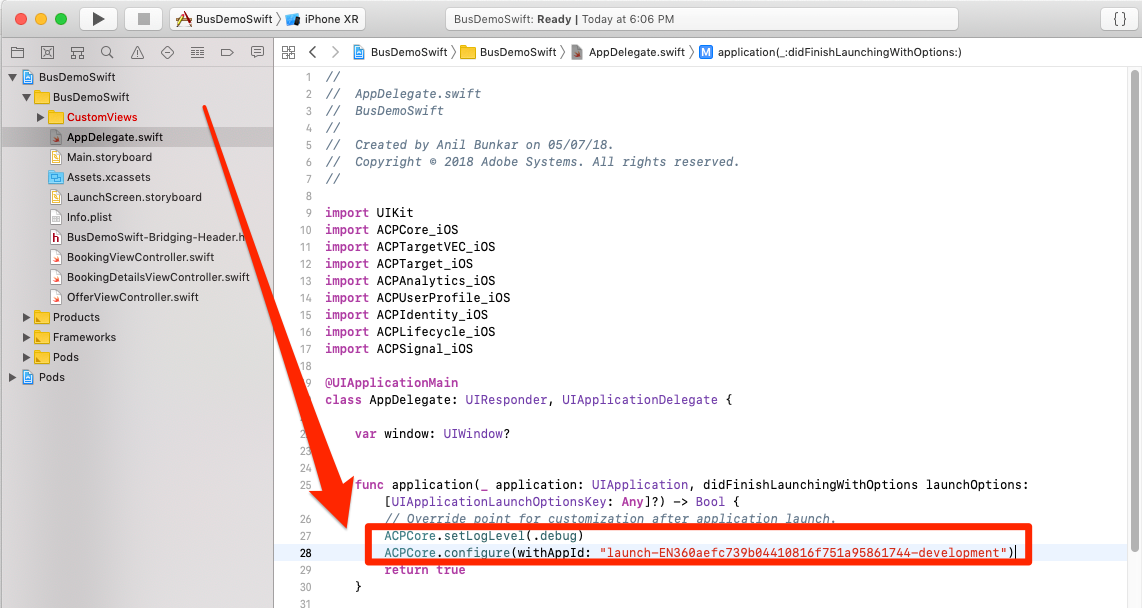 BusDemoSwift iPhone XR BusDemoSwift: Ready | Today at 6:06 PM { }
BusDemoSwift BusDemoSwift AppDelegate.swift M application(_:didFinishLaunchingWithOptions:)
BusDemoSwift
BusDemoSwift
CustomViews
AppDelegate.swift
Main.storyboard
Assets.xcassets
LaunchScreen.storyboard
Info.plist
h BusDemoSwift-Bridging-Header.h
BookingViewController.swift
BookingDetailsViewController.swift
OfferViewController.swift
Products
Frameworks
Pods
Pods
1 //
2 // AppDelegate.swift
3 // BusDemoSwift
4 //
5 // Created by Anil Bunkar on 05/07/18.
6 // Copyright © 2018 Adobe Systems. All rights reserved.
7 //
8
9 import UIKit
10 import ACPCore_iOS
11 import ACPTargetVEC_iOS
12 import ACPTarget_iOS
13 import ACPAnalytics_iOS
14 import ACPUserProfile_iOS
15 import ACPIdentity_iOS
16 import ACPLifecycle_iOS
17 import ACPSignal_iOS
18
@UIApplicationMain
class AppDelegate: UIResponder, UIApplicationDelegate {
var window: UIWindow?
23
24
25 func application(_ application: UIApplication, didFinishLaunchingWithOptions launchOptions:
[UIApplicationLaunchOptionsKey: Any]?) -> Bool {
26 // Override point for customization after application launch.
27 ACPCore.setLogLevel(.debug)
28 ACPCore.configure(withAppId: "launch-EN360aefc739b04410816f751a95861744-development")
29 return true
30 }
31